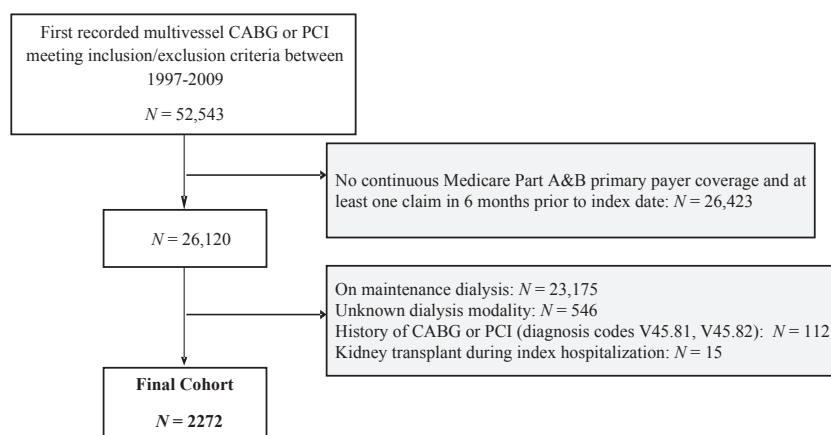 First recorded multivessel CABG or PCI
meeting inclusion/exclusion criteria between
1997-2009
N = 52,543
No continuous Medicare Part A&B primary payer coverage and at
least one claim in 6 months prior to index date: N = 26,423
N = 26,120
On maintenance dialysis: N = 23,175
Unknown dialysis modality: N = 546
History of CABG or PCI (diagnosis codes V45.81, V45.82): N = 112
Kidney transplant during index hospitalization: N = 15
Final Cohort
N = 2272